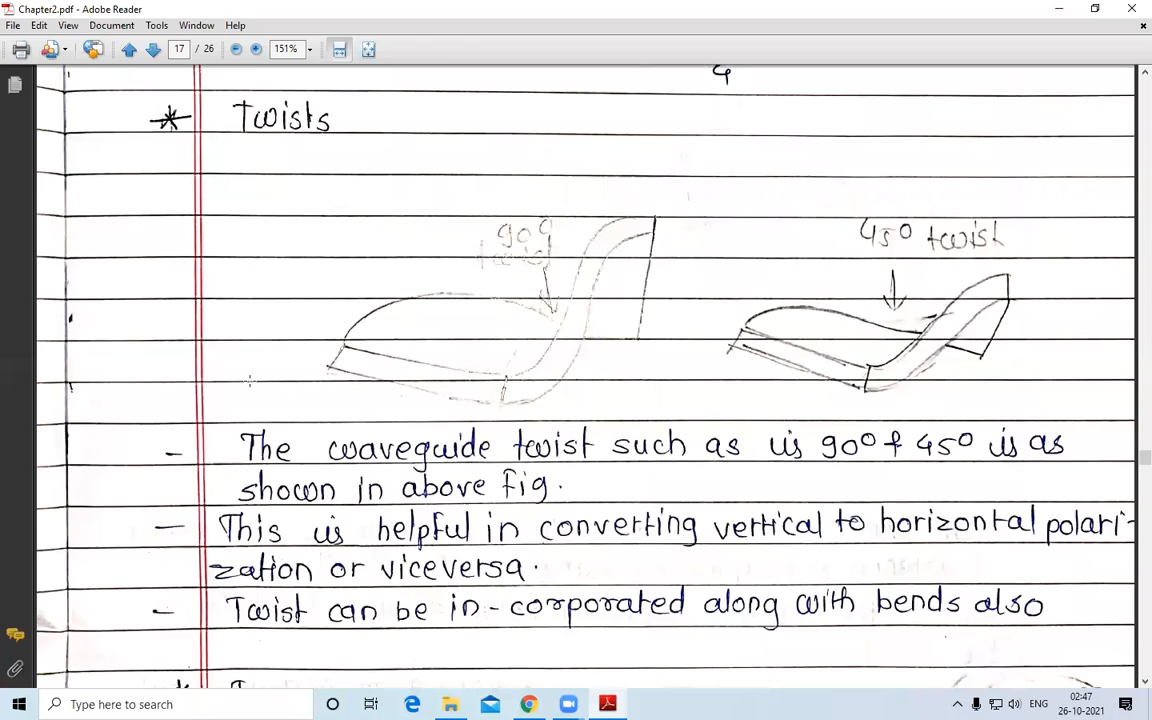 Chapter2.pdf - Adobe Reader
File Edit View Document Tools Window Help
17 / 26 151%
* Twists
90°
twist
45° twist
- The waveguide twist such as is 90° & 45° is as
shown in above fig.
- This is helpful in converting vertical to horizontal polari-
zation or viceversa.
- Twist can be in-corporated along with bends also
Type here to search
ENG
02:47
26-10-2021